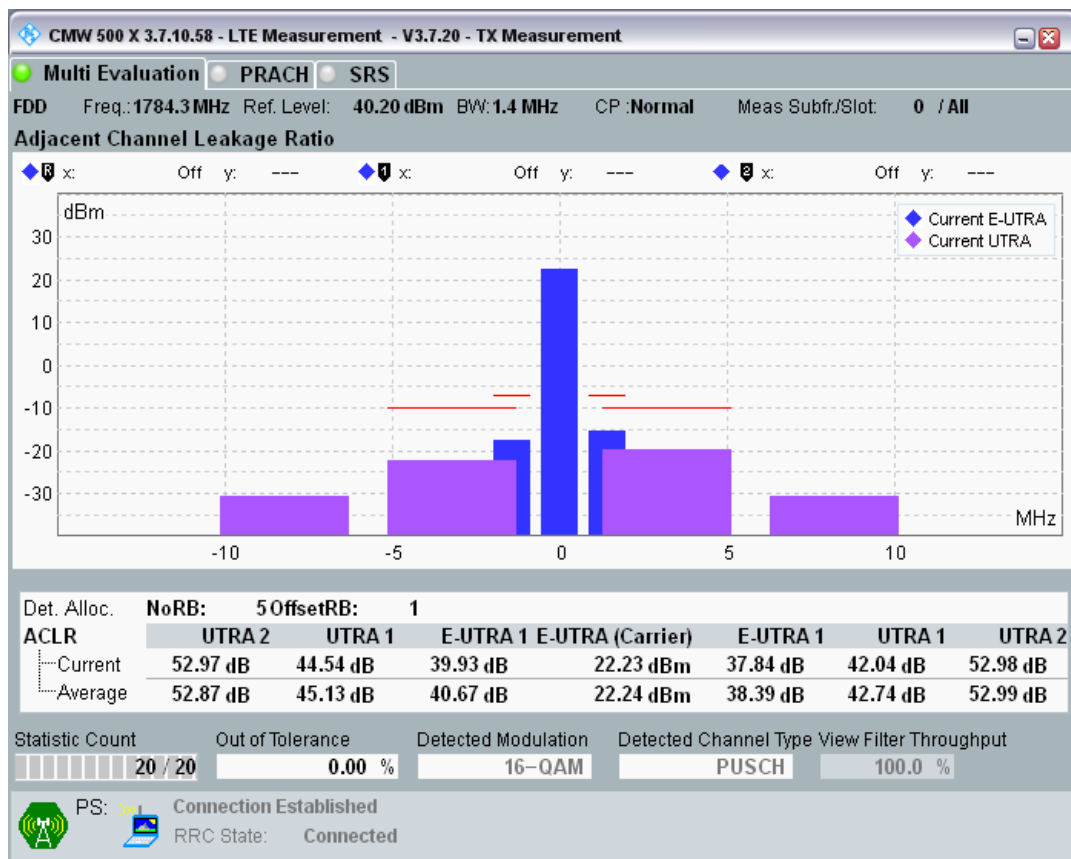 CMW 500 X 3.7.10.58 - LTE Measurement - V3.7.20 - TX Measurement
Multi Evaluation PRACH SRS
FDD Freq.: 1784.3 MHz Ref. Level: 40.20 dBm BW: 1.4 MHz CP : Normal Meas Subfr./Slot: 0 / All
Adjacent Channel Leakage Ratio
R x: Off y: --- 1 x: Off y: --- 2 x: Off y: ---
dBm
Current E-UTRA
Current UTRA
30
20
10
0
-10
-20
-30
MHz
-10 -5 0 5 10
Det. Alloc. NoRB: 5 OffsetRB: 1
ACLR UTRA 2 UTRA 1 E-UTRA 1 E-UTRA (Carrier) E-UTRA 1 UTRA 1 UTRA 2
Current 52.97 dB 44.54 dB 39.93 dB 22.23 dBm 37.84 dB 42.04 dB 52.98 dB
Average 52.87 dB 45.13 dB 40.67 dB 22.24 dBm 38.39 dB 42.74 dB 52.99 dB
Statistic Count Out of Tolerance Detected Modulation Detected Channel Type View Filter Throughput
20 / 20 0.00 % 16-QAM PUSCH 100.0 %
PS: Connection Established
RRC State: Connected